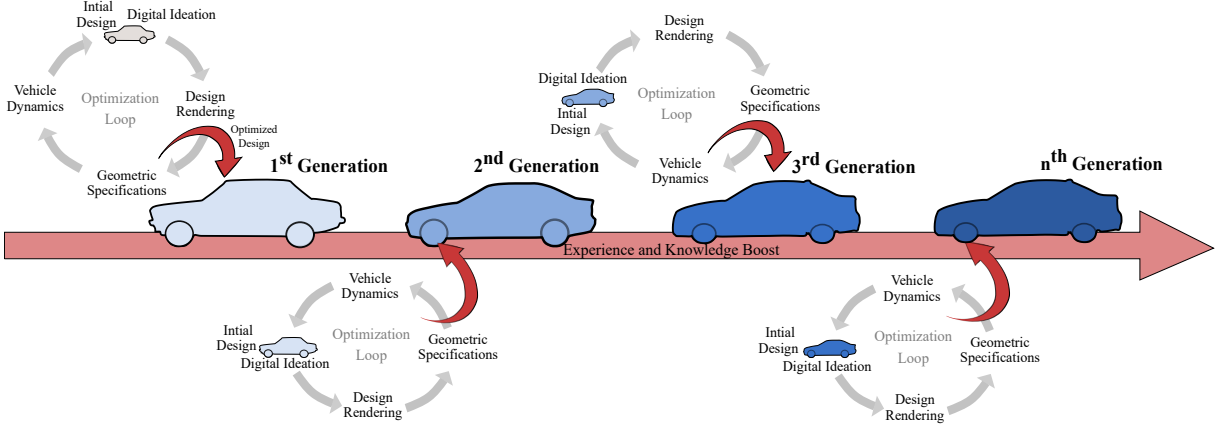 Intial
Design
Digital Ideation
Vehicle
Dynamics
Optimization
Loop
Design
Rendering
Optimized
Design
Geometric
Specifications
1st Generation
2nd Generation
Design
Rendering
Digital Ideation
Intial
Design
Optimization
Loop
Geometric
Specifications
Vehicle
Dynamics
3rd Generation
nth Generation
Experience and Knowledge Boost
Vehicle
Dynamics
Intial
Design
Digital Ideation
Optimization
Loop
Geometric
Specifications
Design
Rendering
Vehicle
Dynamics
Intial
Design
Digital Ideation
Optimization
Loop
Geometric
Specifications
Design
Rendering